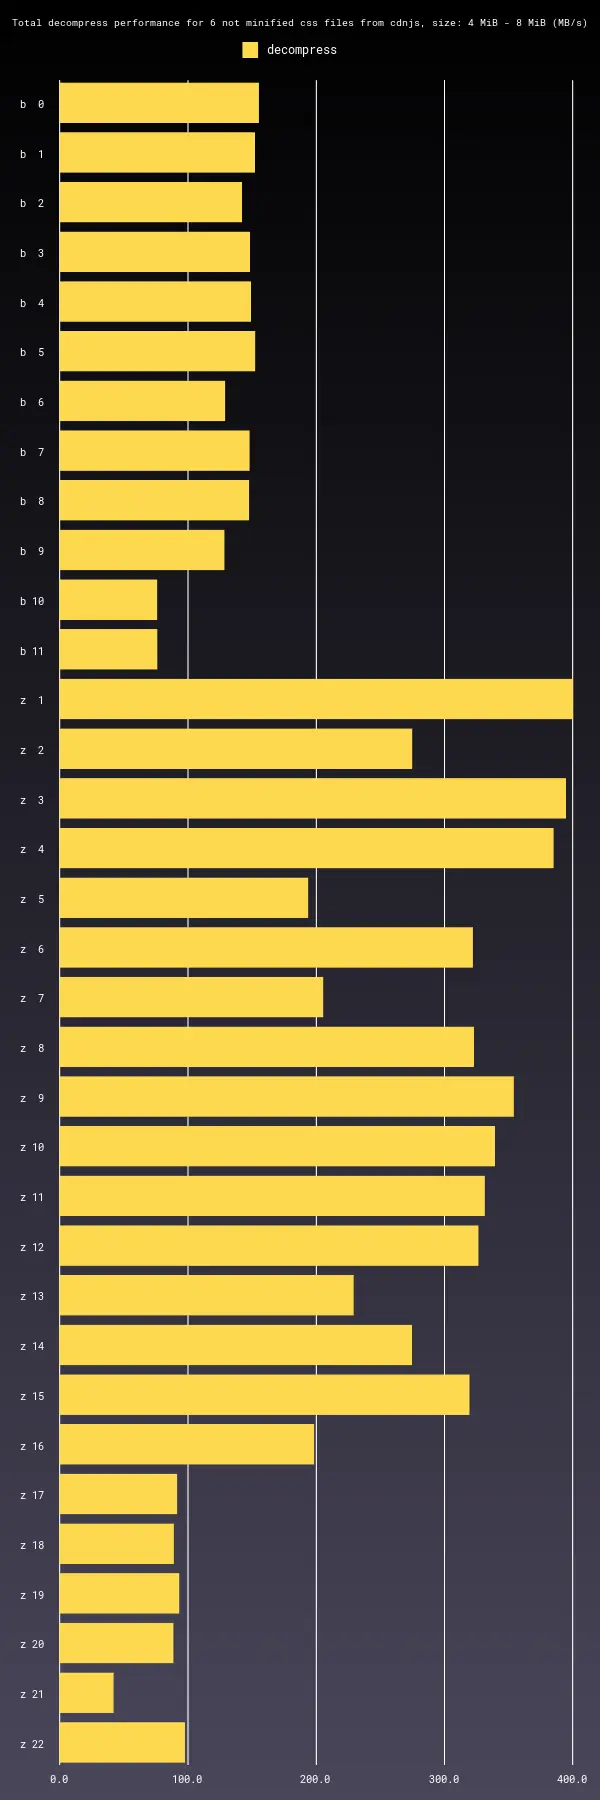 Total decompress performance for 6 not minified css files from cdnjs, size: 4 MiB - 8 MiB (MB/s)
decompress
b 0
b 1
b 2
b 3
b 4
b 5
b 6
b 7
b 8
b 9
b 10
b 11
z 1
z 2
z 3
z 4
z 5
z 6
z 7
z 8
z 9
z 10
z 11
z 12
z 13
z 14
z 15
z 16
z 17
z 18
z 19
z 20
z 21
z 22
0.0 100.0 200.0 300.0 400.0